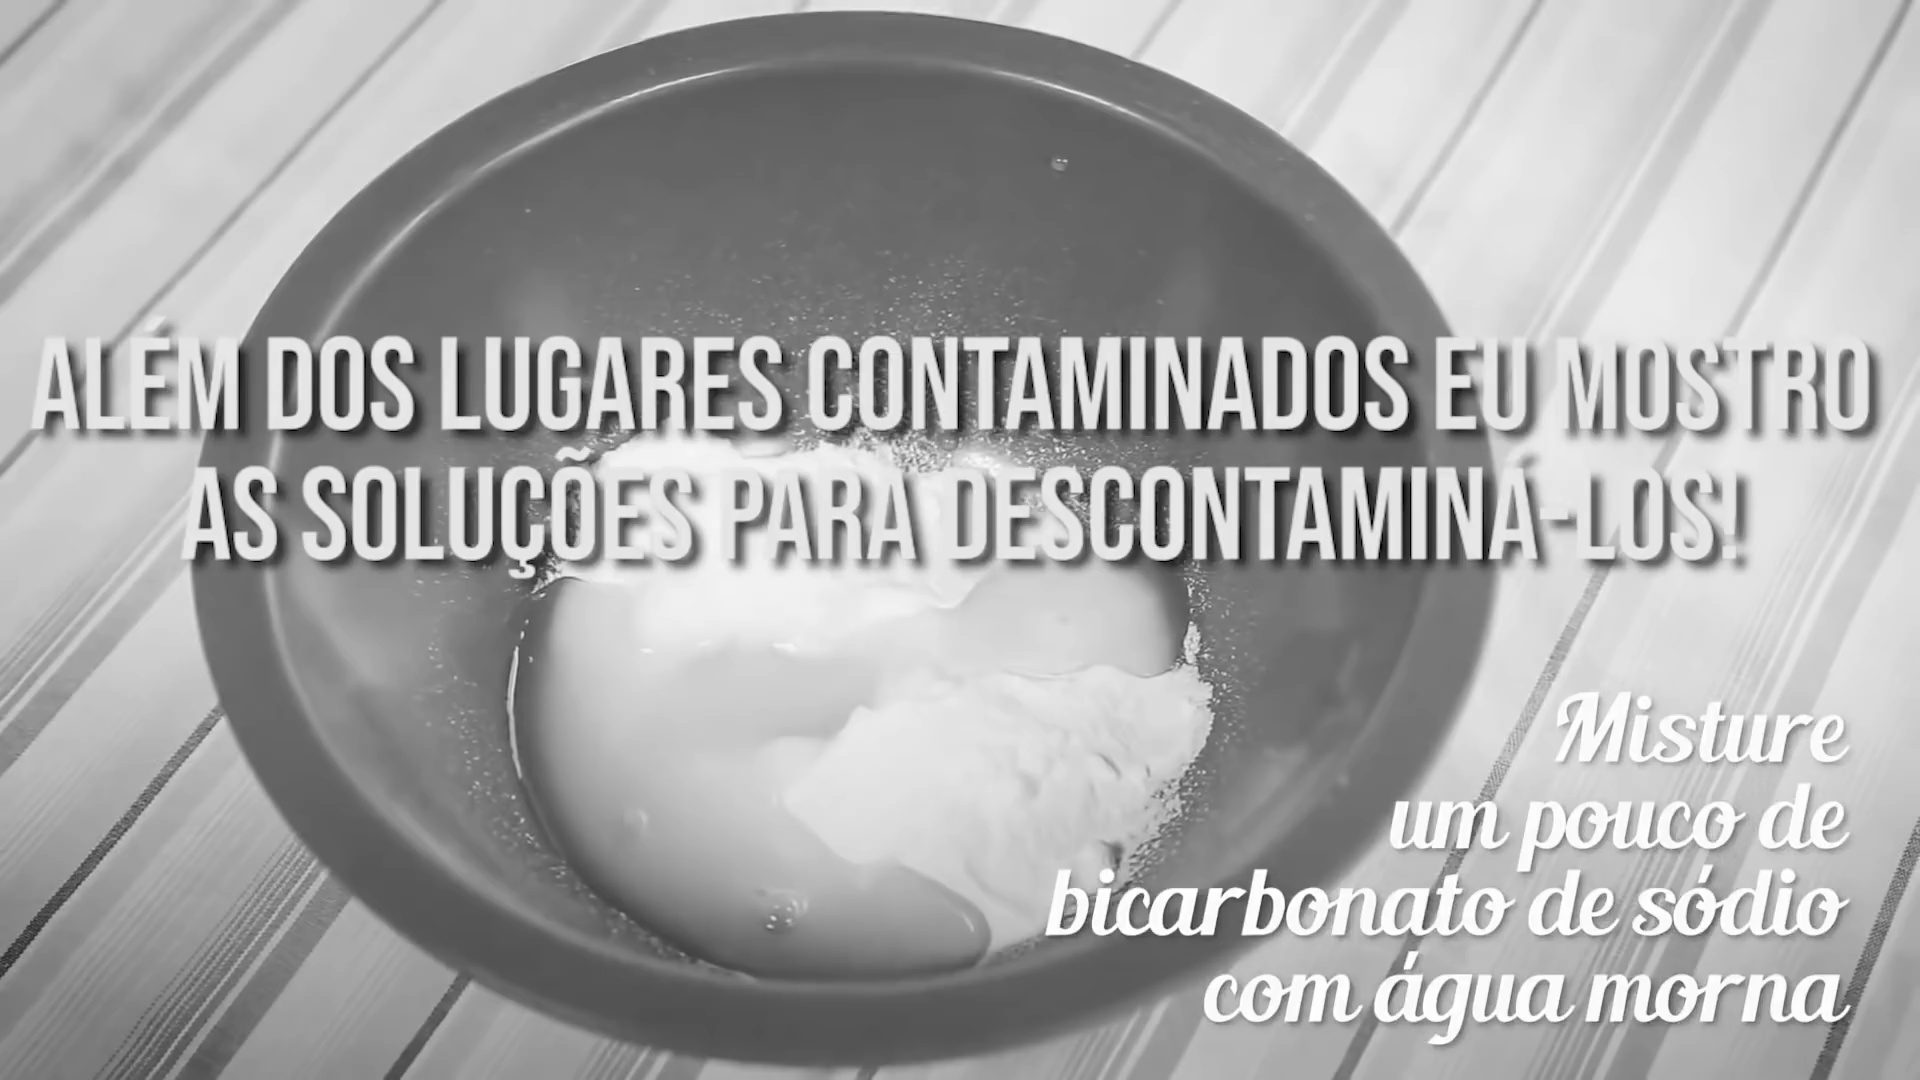 ALÉM DOS LUGARES CONTAMINADOS EU MOSTRO
AS SOLUÇÕES PARA DESCONTAMINÁ-LOS!
Misture
um pouco de
bicarbonato de sódio
com água morna